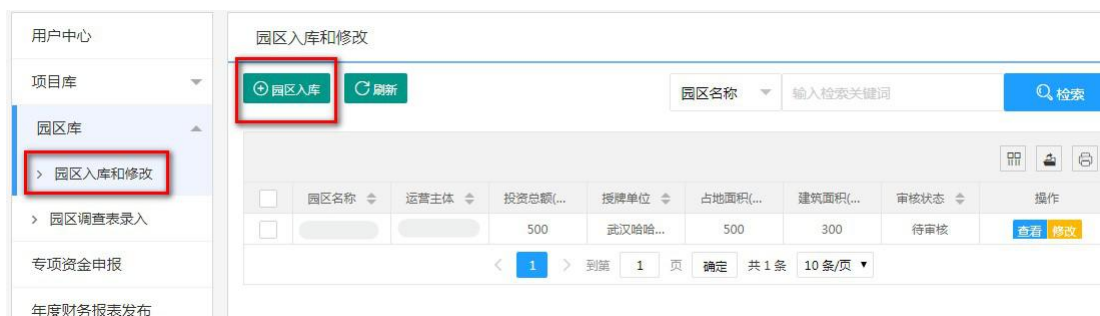 用户中心
项目库
园区库
> 园区入库和修改
> 园区调查表录入
专项资金申报
年度财务报表发布
园区入库和修改
园区入库 刷新 园区名称 输入检索关键词 检索
园区名称 运营主体 投资总额(... 授牌单位 占地面积(... 建筑面积(... 审核状态 操作
500 武汉哈哈... 500 300 待审核 查看 修改
< 1 > 到第 1 页 确定 共 1 条 10 条/页